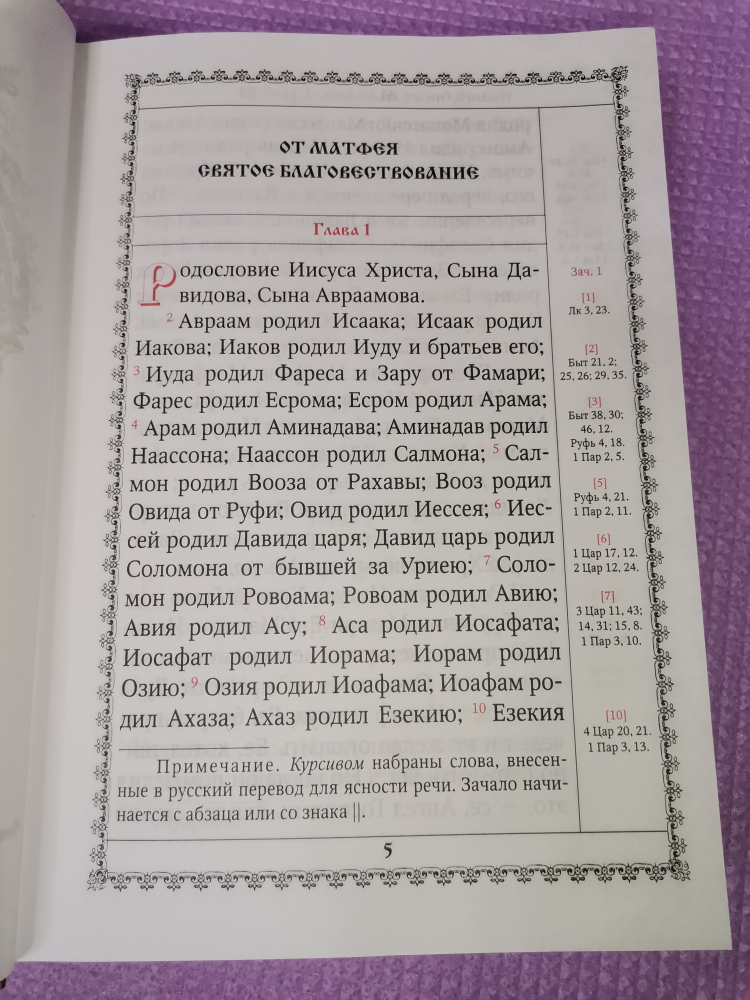 ОТ МАТФЕЯ
СВЯТОЕ БЛАГОВЕСТВОВАНИЕ
Глава 1
Родословие Иисуса Христа, Сына Да-
видова, Сына Авраамова.
2 Авраам родил Исаака; Исаак родил
Иакова; Иаков родил Иуду и братьев его;
3 Иуда родил Фареса и Зару от Фамари;
Фарес родил Есрома; Есром родил Арама;
4 Арам родил Аминадава; Аминадав родил
Наассона; Наассон родил Салмона; 5 Сал-
мон родил Вооза от Рахавы; Вооз родил
Овида от Руфи; Овид родил Иессея; 6 Иес-
сей родил Давида царя; Давид царь родил
Соломона от бывшей за Уриею; 7 Соло-
мон родил Ровоама; Ровоам родил Авию;
Авия родил Асу; 8 Аса родил Иосафата;
Иосафат родил Иорама; Иорам родил
Озию; 9 Озия родил Иоафама; Иоафам ро-
дил Ахаза; Ахаз родил Езекию; 10 Езекия
Примечание. Курсивом набраны слова, внесен-
ные в русский перевод для ясности речи. Зачало начи-
нается с абзаца или со знака ||.
Зач. 1
[1]
Лк 3, 23.
[2]
Быт 21, 2;
25, 26; 29, 35.
[3]
Быт 38, 30;
46, 12.
Руфь 4, 18.
1 Пар 2, 5.
[5]
Руфь 4, 21.
1 Пар 2, 11.
[6]
1 Цар 17, 12.
2 Цар 12, 24.
[7]
3 Цар 11, 43;
14, 31; 15, 8.
1 Пар 3, 10.
[10]
4 Цар 20, 21.
1 Пар 3, 13.
5